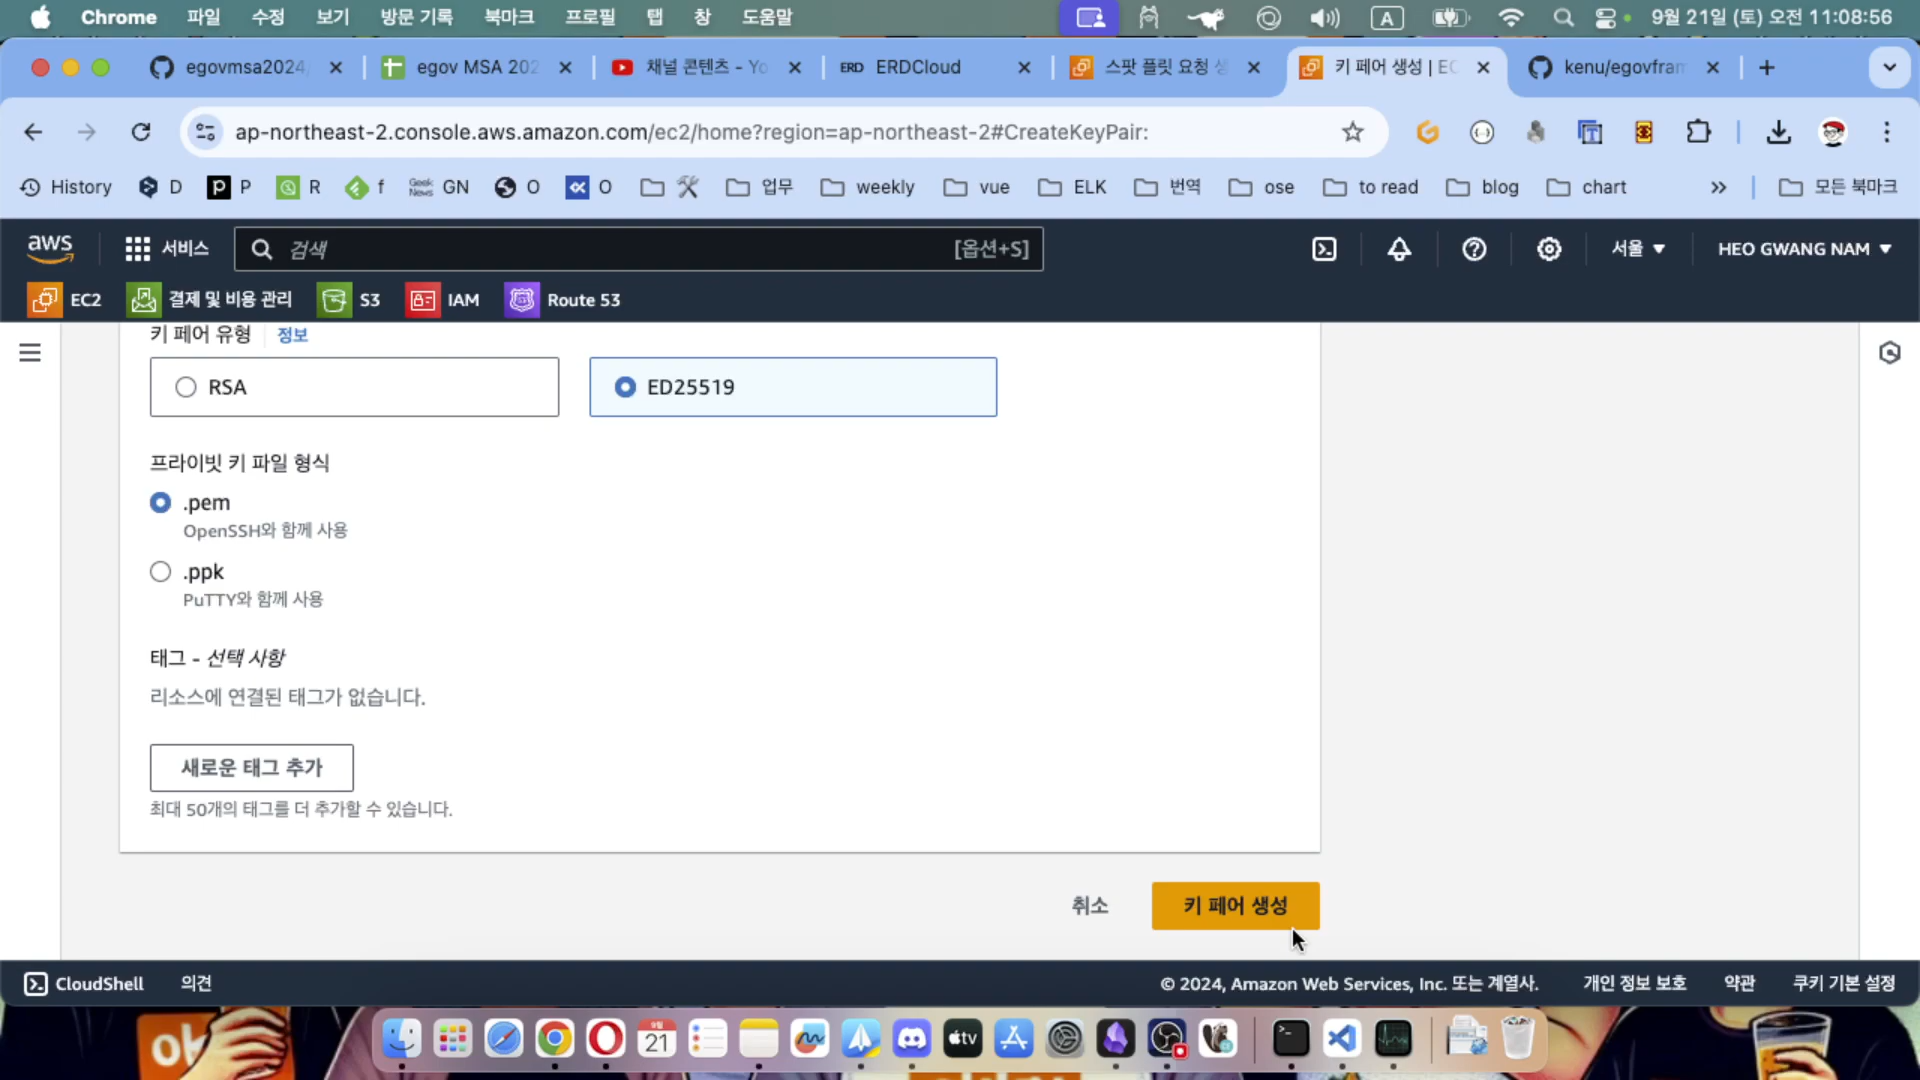 Chrome 파일 수정 보기 방문 기록 북마크 프로필 탭 창 도움말 A 9월 21일 (토) 오전 11:08:56
egovmsa2024 egov MSA 202 채널 콘텐츠 - Yo ERD ERDCloud 스팟 플릿 요청 생 키 페어 생성 | EC kenu/egovfran
ap-northeast-2.console.aws.amazon.com/ec2/home?region=ap-northeast-2#CreateKeyPair:
History D P R f GN O O 업무 weekly vue ELK 번역 ose to read blog chart » 모든 북마크
aws 서비스 검색 [옵션+S] 서울 HEO GWANG NAM
EC2 결제 및 비용 관리 S3 IAM Route 53
키 페어 유형 정보
RSA ED25519
프라이빗 키 파일 형식
.pem
OpenSSH와 함께 사용
.ppk
PuTTY와 함께 사용
태그 - 선택 사항
리소스에 연결된 태그가 없습니다.
새로운 태그 추가
최대 50개의 태그를 더 추가할 수 있습니다.
취소 키 페어 생성
CloudShell 의견 © 2024, Amazon Web Services, Inc. 또는 계열사. 개인 정보 보호 약관 쿠키 기본 설정
ok
9월 21 tv